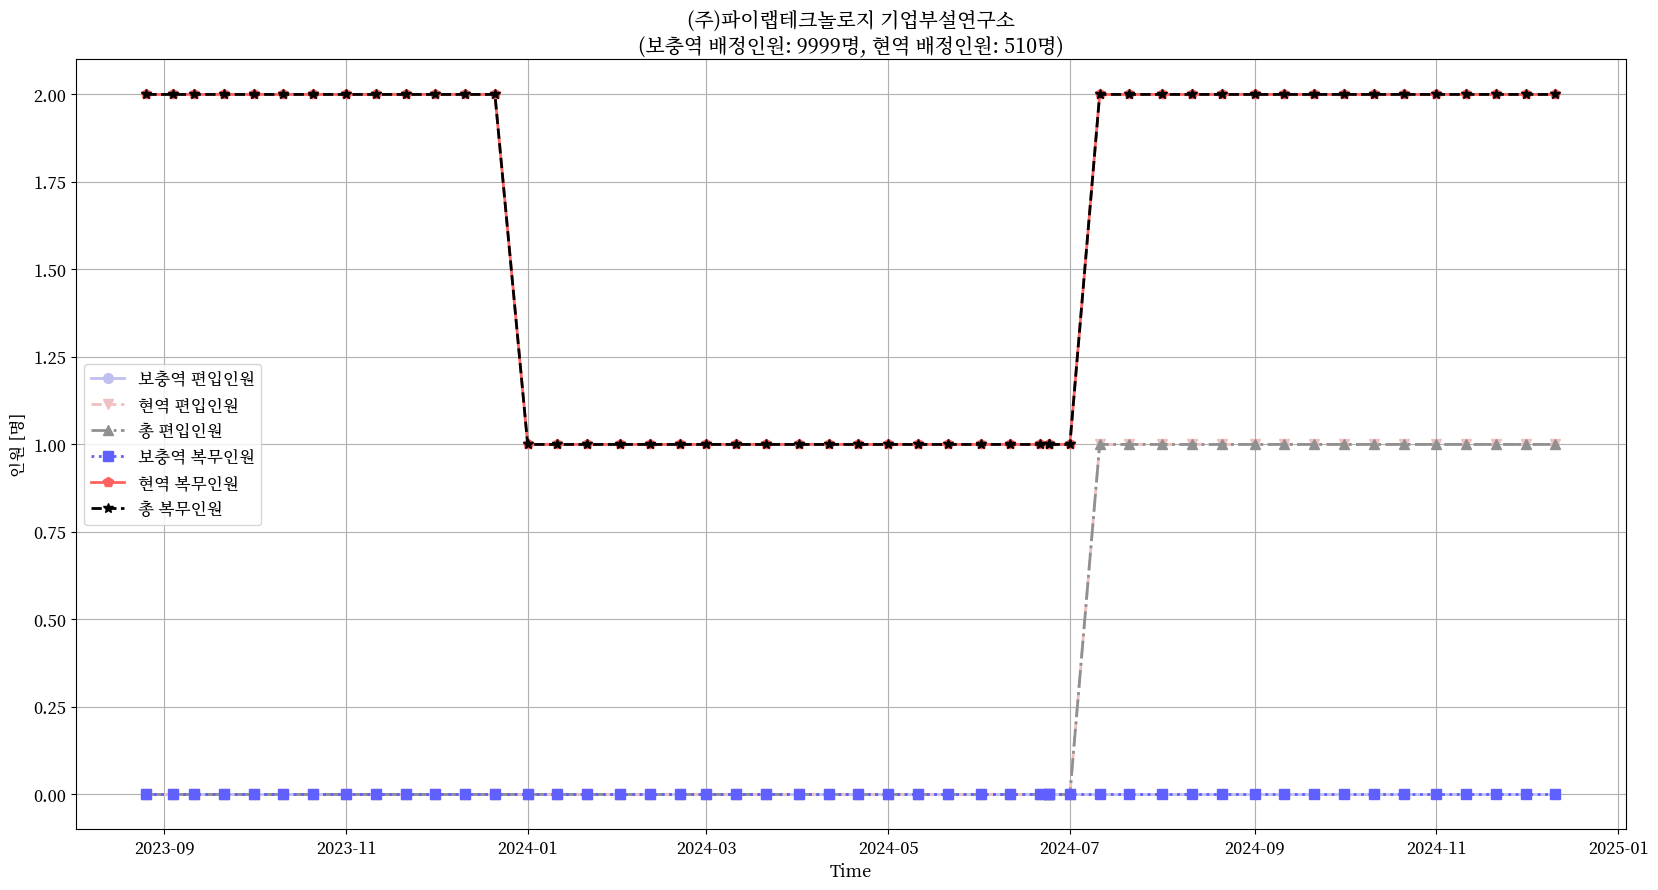 (주)파이랩테크놀로지 기업부설연구소
(보충역 배정인원: 9999명, 현역 배정인원: 510명)
2.00
1.75
1.50
1.25
1.00
0.75
0.50
0.25
0.00
인원 [명]
보충역 편입인원
현역 편입인원
총 편입인원
보충역 복무인원
현역 복무인원
총 복무인원
2023-09
2023-11
2024-01
2024-03
2024-05
2024-07
2024-09
2024-11
2025-01
Time